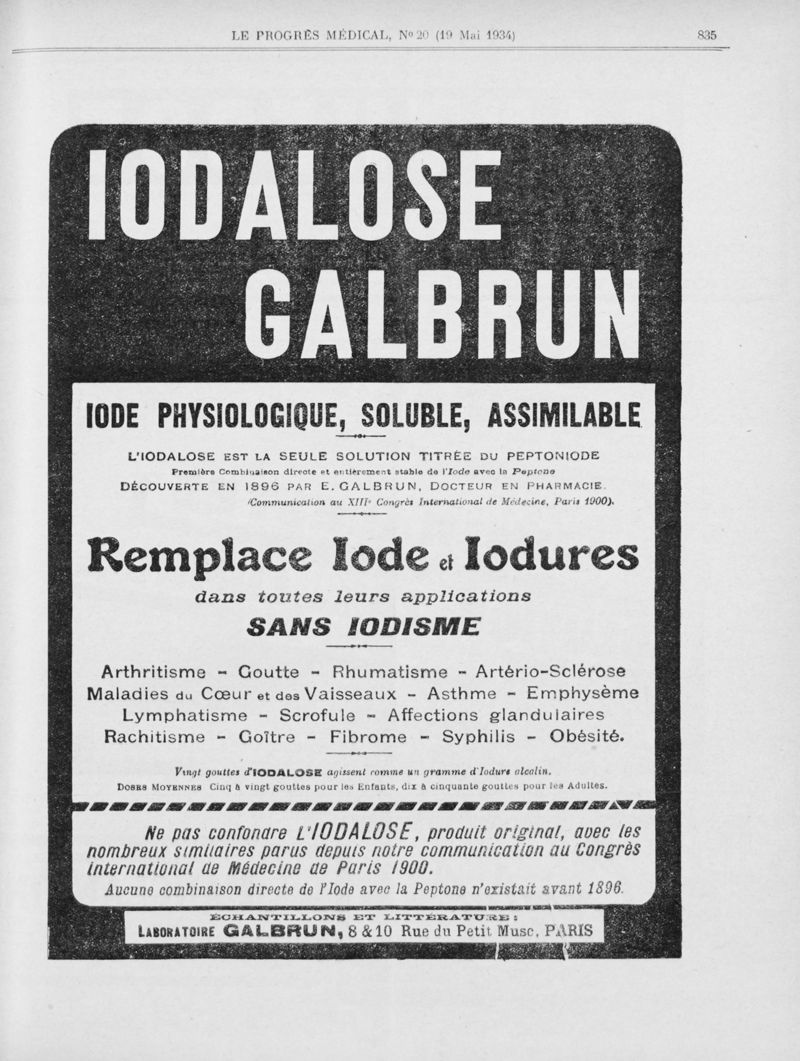 LE PROGRÈS MÉDICAL, Nº 20 (19 Mai 1934)
835
IODALOSE
GALBRUN
IODE PHYSIOLOGIQUE, SOLUBLE, ASSIMILABLE
L'IODALOSE EST LA SEULE SOLUTION TITRÉE DU PEPTONIODE
Première Combinaison directe et entièrement stable de l'Iode avec la Peptone
DÉCOUVERTE EN 1896 PAR E. GALBRUN, DOCTEUR EN PHARMACIE.
(Communication au XIIIe Congrès International de Médecine, Paris 1900).
Remplace Iode et Iodures
dans toutes leurs applications
SANS IODISME
Arthritisme - Goutte - Rhumatisme - Artério-Sclérose
Maladies du Cœur et des Vaisseaux - Asthme - Emphysème
Lymphatisme - Scrofule - Affections glandulaires
Rachitisme - Goître - Fibrome - Syphilis - Obésité.
Vingt gouttes d'IODALOSE agissent comme un gramme d'Iodure alcalin.
DOSES MOYENNES Cinq à vingt gouttes pour les Enfants, dix à cinquante gouttes pour les Adultes.
Ne pas confondre L'IODALOSE, produit original, avec les
nombreux similaires parus depuis notre communication au Congrès
International de Médecine de Paris 1900.
Aucune combinaison directe de l'Iode avec la Peptone n'existait avant 1896.
ÉCHANTILLONS ET LITTÉRATURE:
LABORATOIRE GALBRUN, 8 & 10 Rue du Petit Musc, PARIS